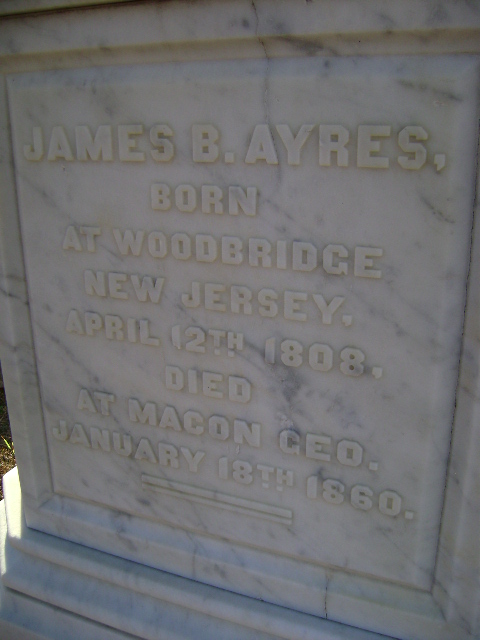 JAMES B. AYRES,
BORN
AT WOODBRIDGE
NEW JERSEY,
APRIL 12TH 1808.
DIED
AT MACON GEO.
JANUARY 18TH 1860.